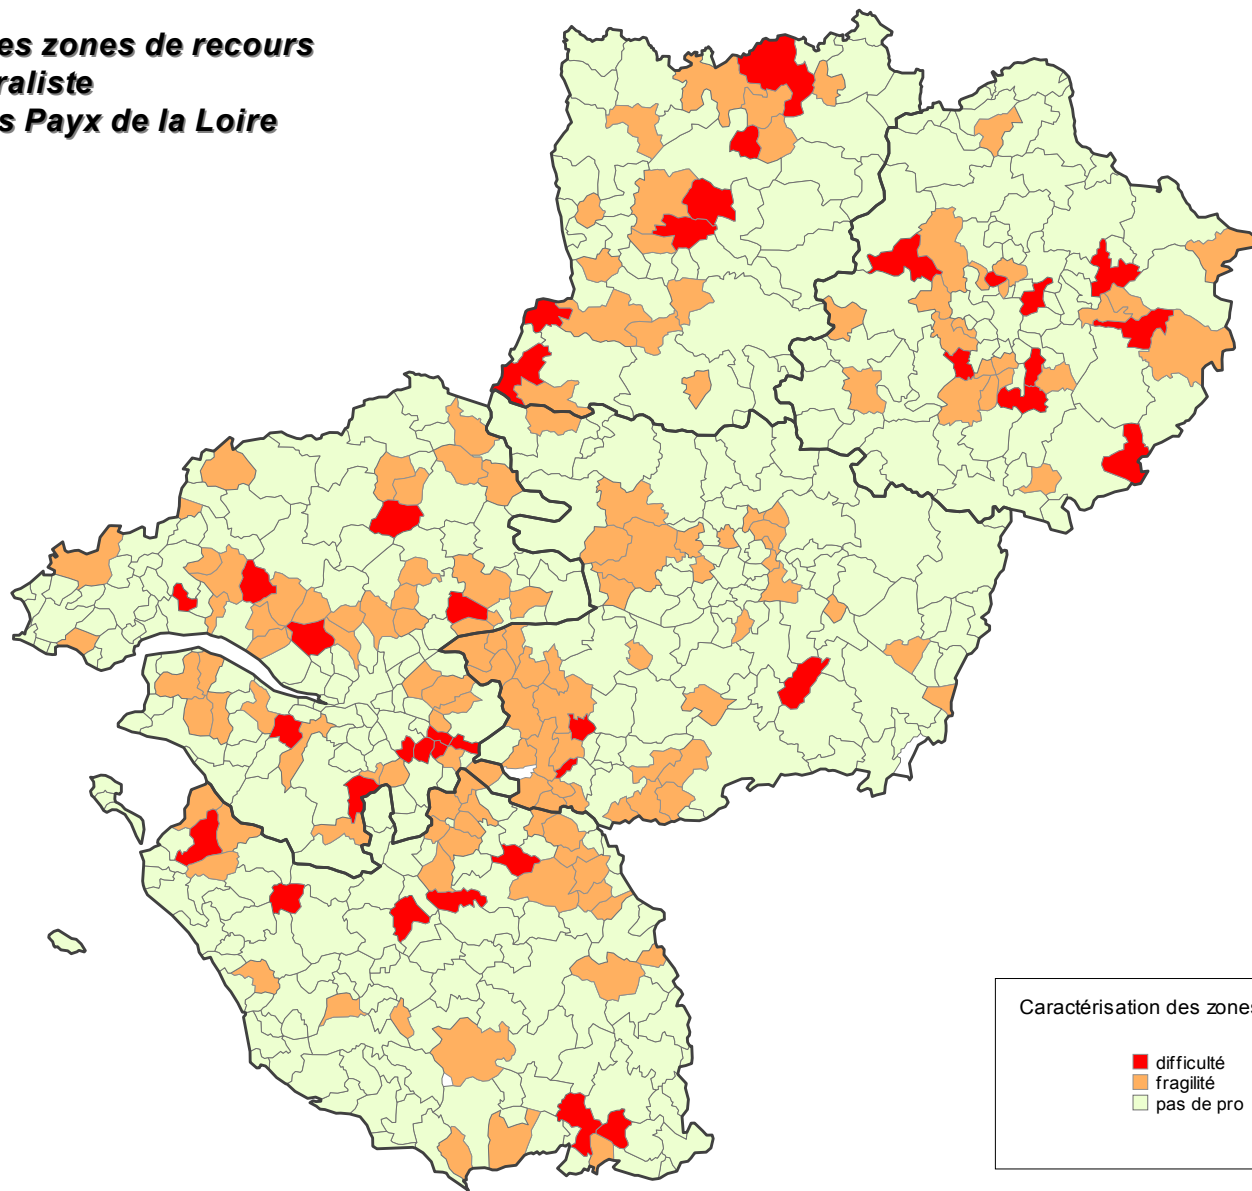 es zones de recours
raliste
s Payx de la Loire
Caractérisation des zones
difficulté
fragilité
pas de pro